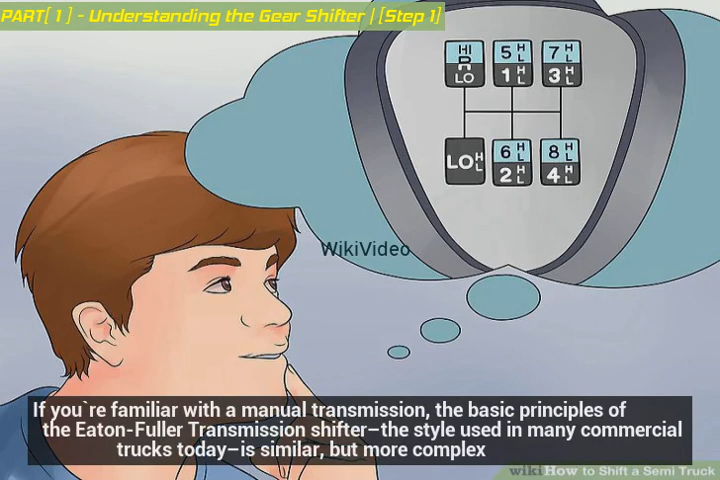 PART[ 1 ] - Understanding the Gear Shifter | [Step 1]
HI
R
LO
5 H L
1 H L
7 H L
3 H L
LO H L
6 H L
2 H L
8 H L
4 H L
WikiVideo
If you`re familiar with a manual transmission, the basic principles of
the Eaton-Fuller Transmission shifter–the style used in many commercial
trucks today–is similar, but more complex
wikiHow to Shift a Semi Truck